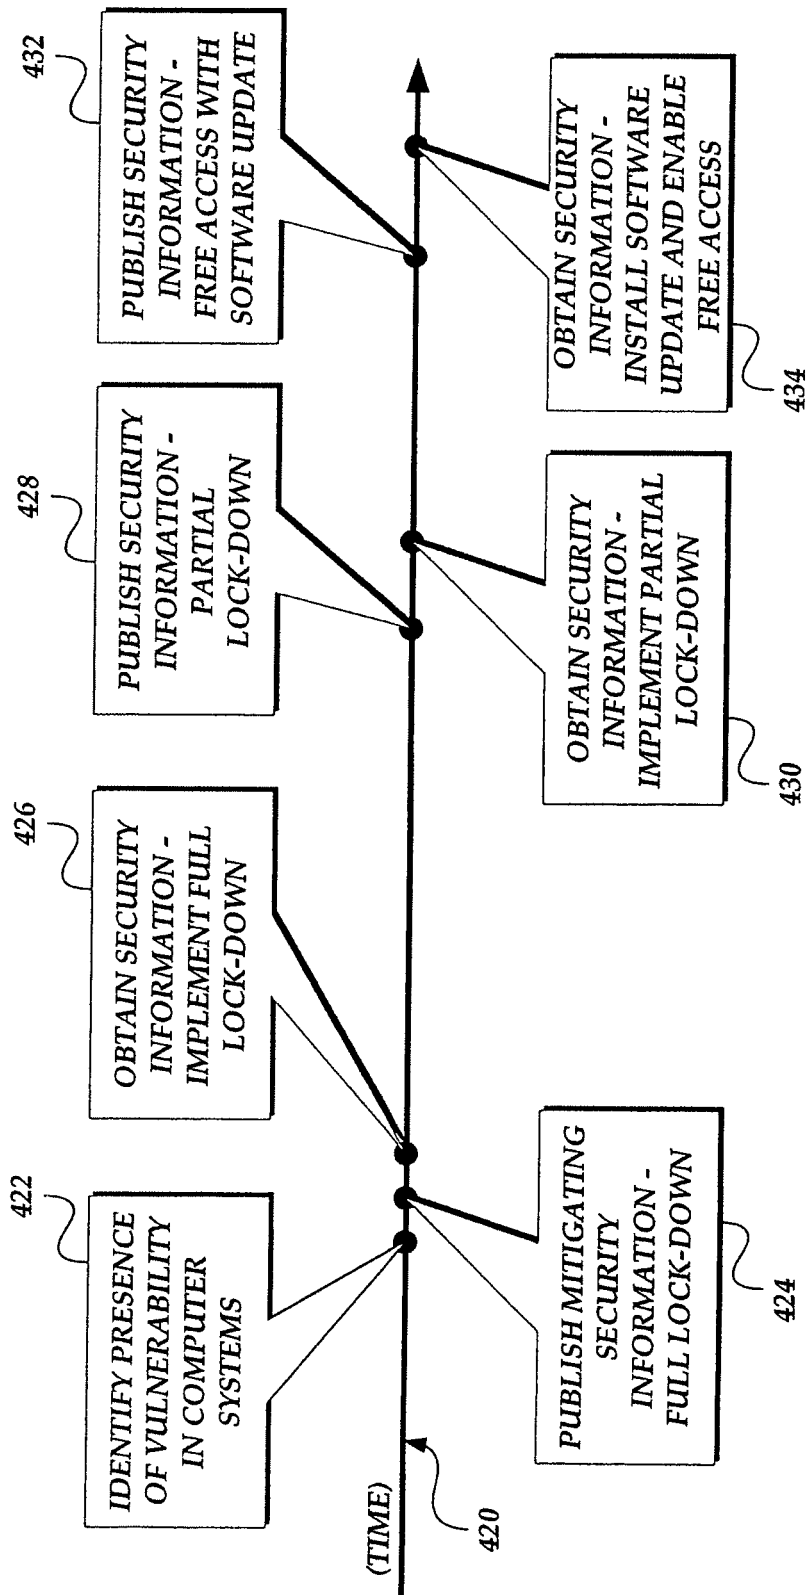 422
IDENTIFY PRESENCE
OF VULNERABILITY
IN COMPUTER
SYSTEMS
426
OBTAIN SECURITY
INFORMATION -
IMPLEMENT FULL
LOCK-DOWN
428
PUBLISH SECURITY
INFORMATION -
PARTIAL
LOCK-DOWN
432
PUBLISH SECURITY
INFORMATION -
FREE ACCESS WITH
SOFTWARE UPDATE
(TIME)
420
PUBLISH MITIGATING
SECURITY
INFORMATION -
FULL LOCK-DOWN
424
OBTAIN SECURITY
INFORMATION -
IMPLEMENT PARTIAL
LOCK-DOWN
430
OBTAIN SECURITY
INFORMATION -
INSTALL SOFTWARE
UPDATE AND ENABLE
FREE ACCESS
434